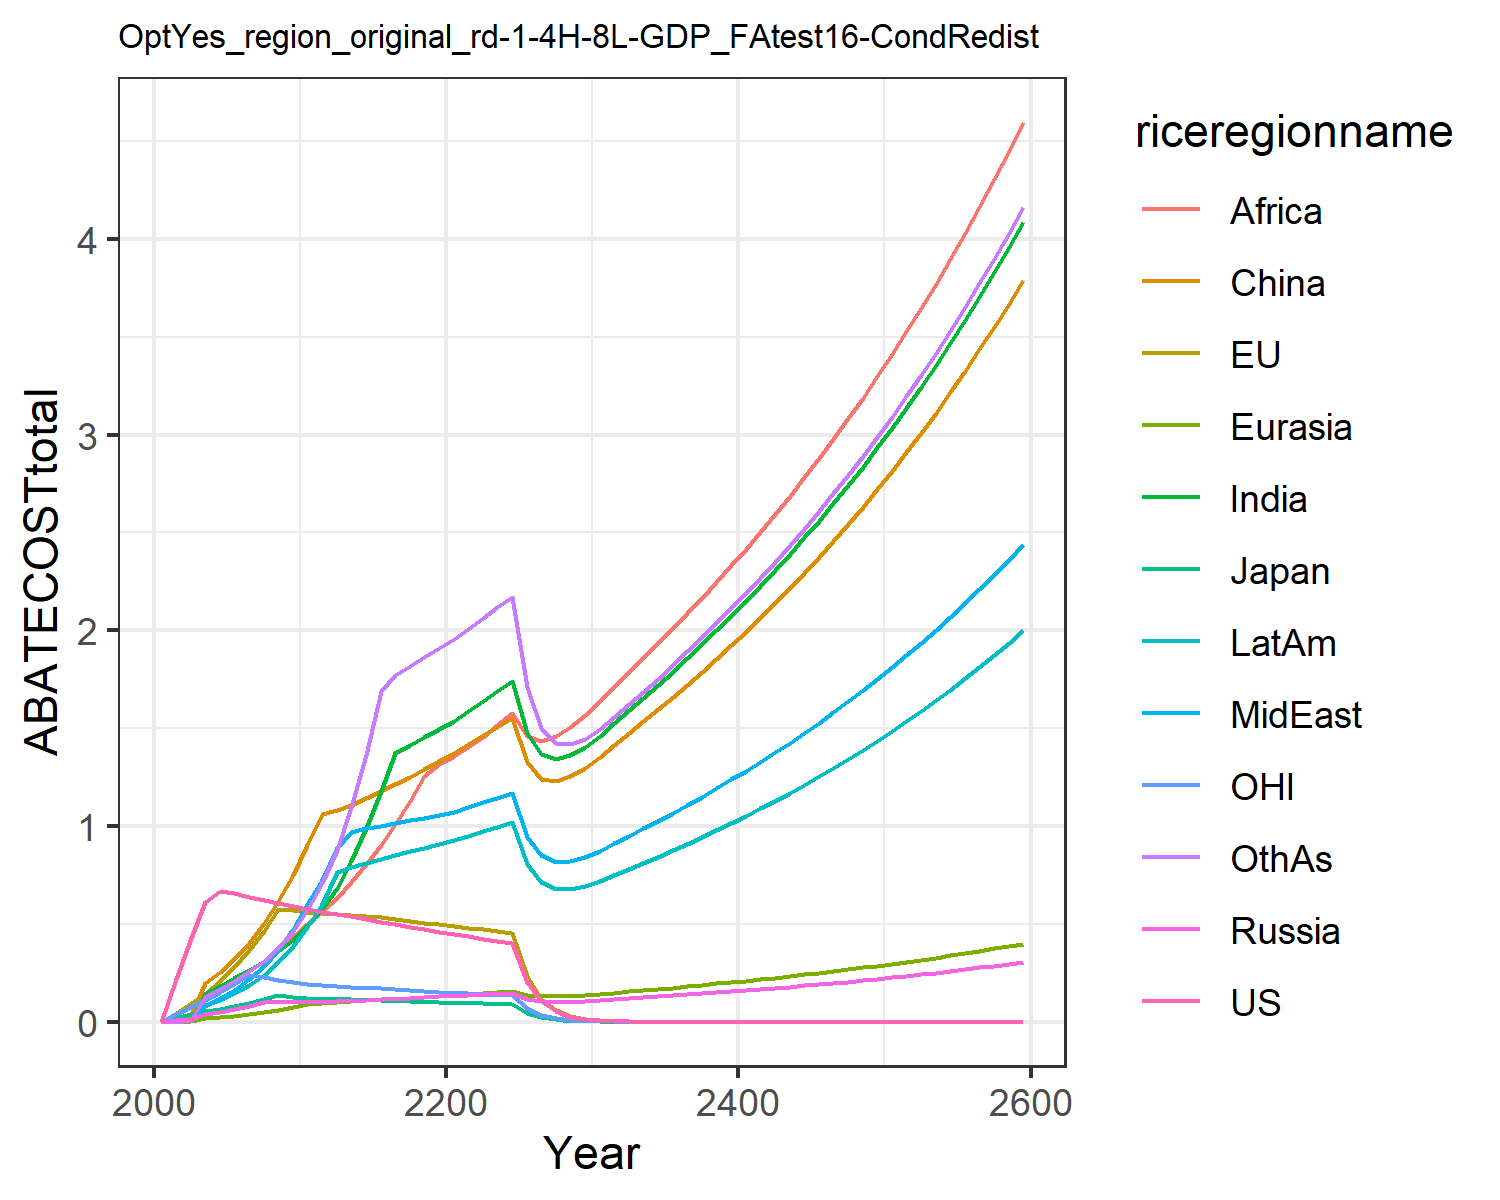 OptYes_region_original_rd-1-4H-8L-GDP_FAtest16-CondRedist
ABATECOSTtotal
4
3
2
1
0
2000
2200
2400
2600
Year
riceregionname
Africa
China
EU
Eurasia
India
Japan
LatAm
MidEast
OHI
OthAs
Russia
US